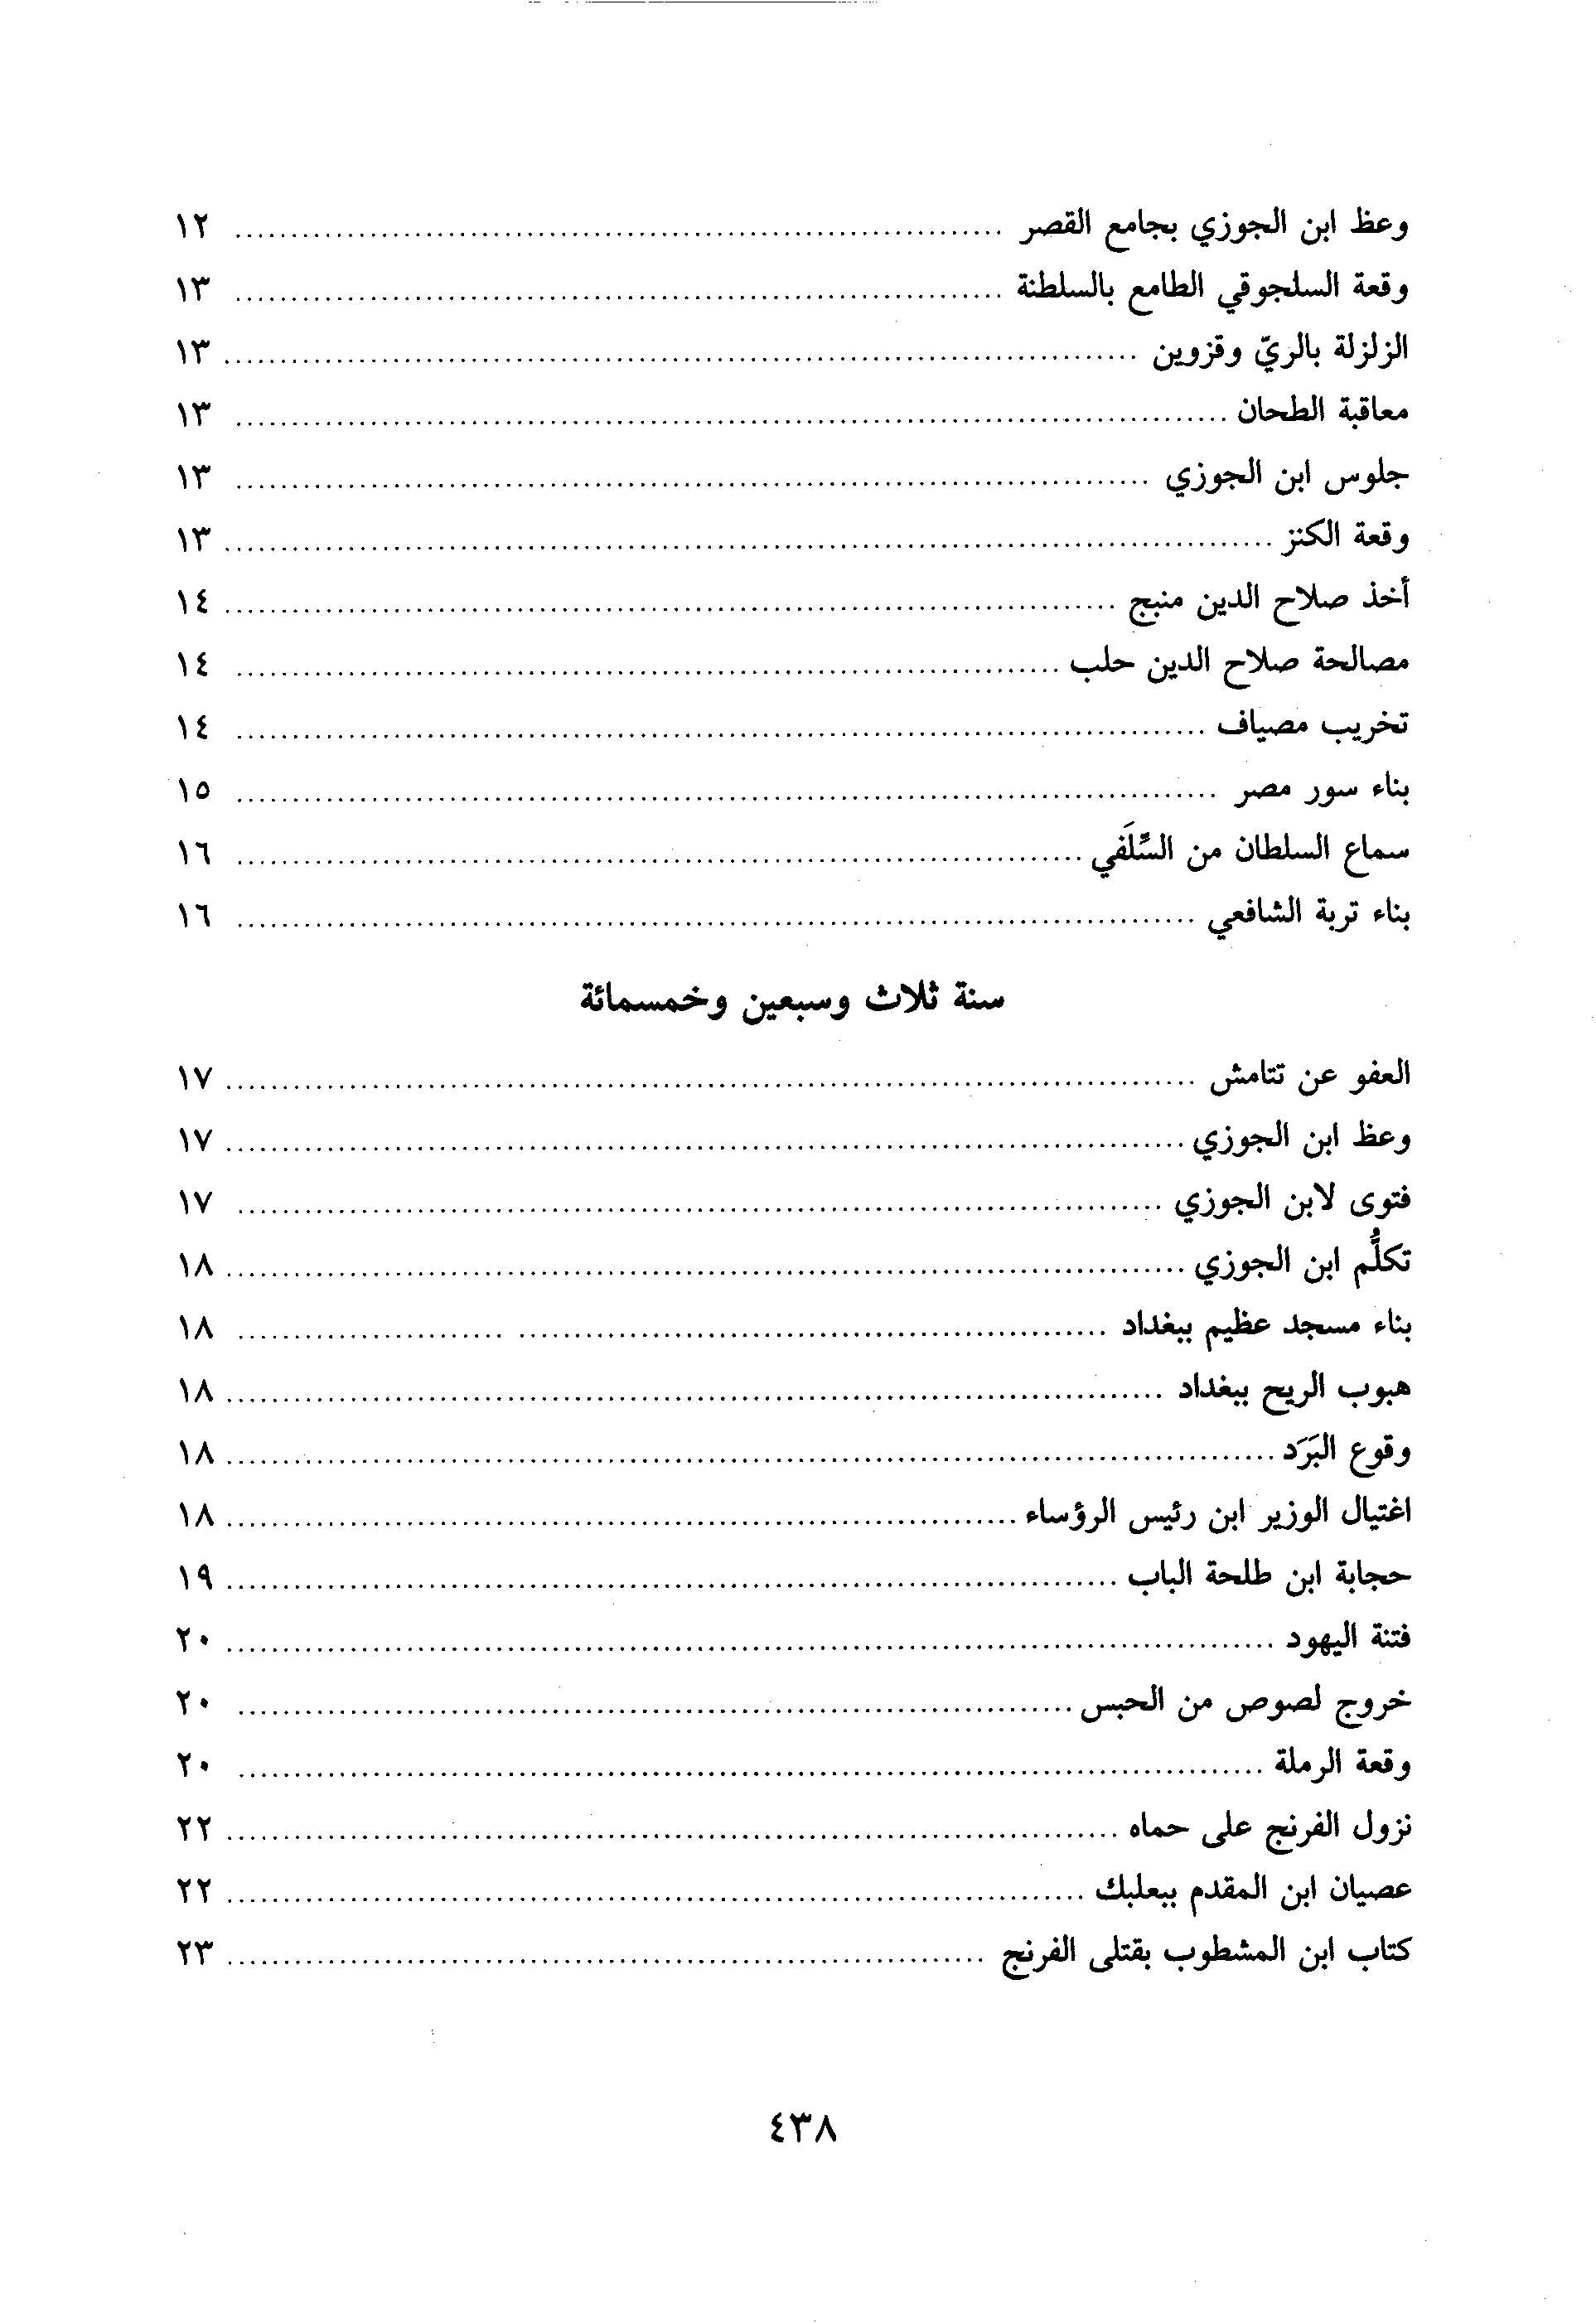 وعظ ابن الجوزي بجامع القصر ........ ١٢
وقعة السلجوقي الطامع بالسلطنة ........ ١٣
الزلزلة بالريّ وقزوين ........ ١٣
معاقبة الطحان ........ ١٣
جلوس ابن الجوزي ........ ١٣
وقعة الكنز ........ ١٣
أخذ صلاح الدين منبج ........ ١٤
مصالحة صلاح الدين حلب ........ ١٤
تخريب مصياف ........ ١٤
بناء سور مصر ........ ١٥
سماع السلطان من السِّلَفي ........ ١٦
بناء تربة الشافعي ........ ١٦
سنة ثلاث وسبعين وخمسمائة
العفو عن تتامش ........ ١٧
وعظ ابن الجوزي ........ ١٧
فتوى لابن الجوزي ........ ١٧
تكلُّم ابن الجوزي ........ ١٨
بناء مسجد عظيم ببغداد ........ ١٨
هبوب الريح ببغداد ........ ١٨
وقوع البَرَد ........ ١٨
اغتيال الوزير ابن رئيس الرؤساء ........ ١٨
حجابة ابن طلحة الباب ........ ١٩
فتنة اليهود ........ ٢٠
خروج لصوص من الحبس ........ ٢٠
وقعة الرملة ........ ٢٠
نزول الفرنج على حماه ........ ٢٢
عصيان ابن المقدم ببعلبك ........ ٢٢
كتاب ابن المشطوب بقتلى الفرنج ........ ٢٣
٤٣٨